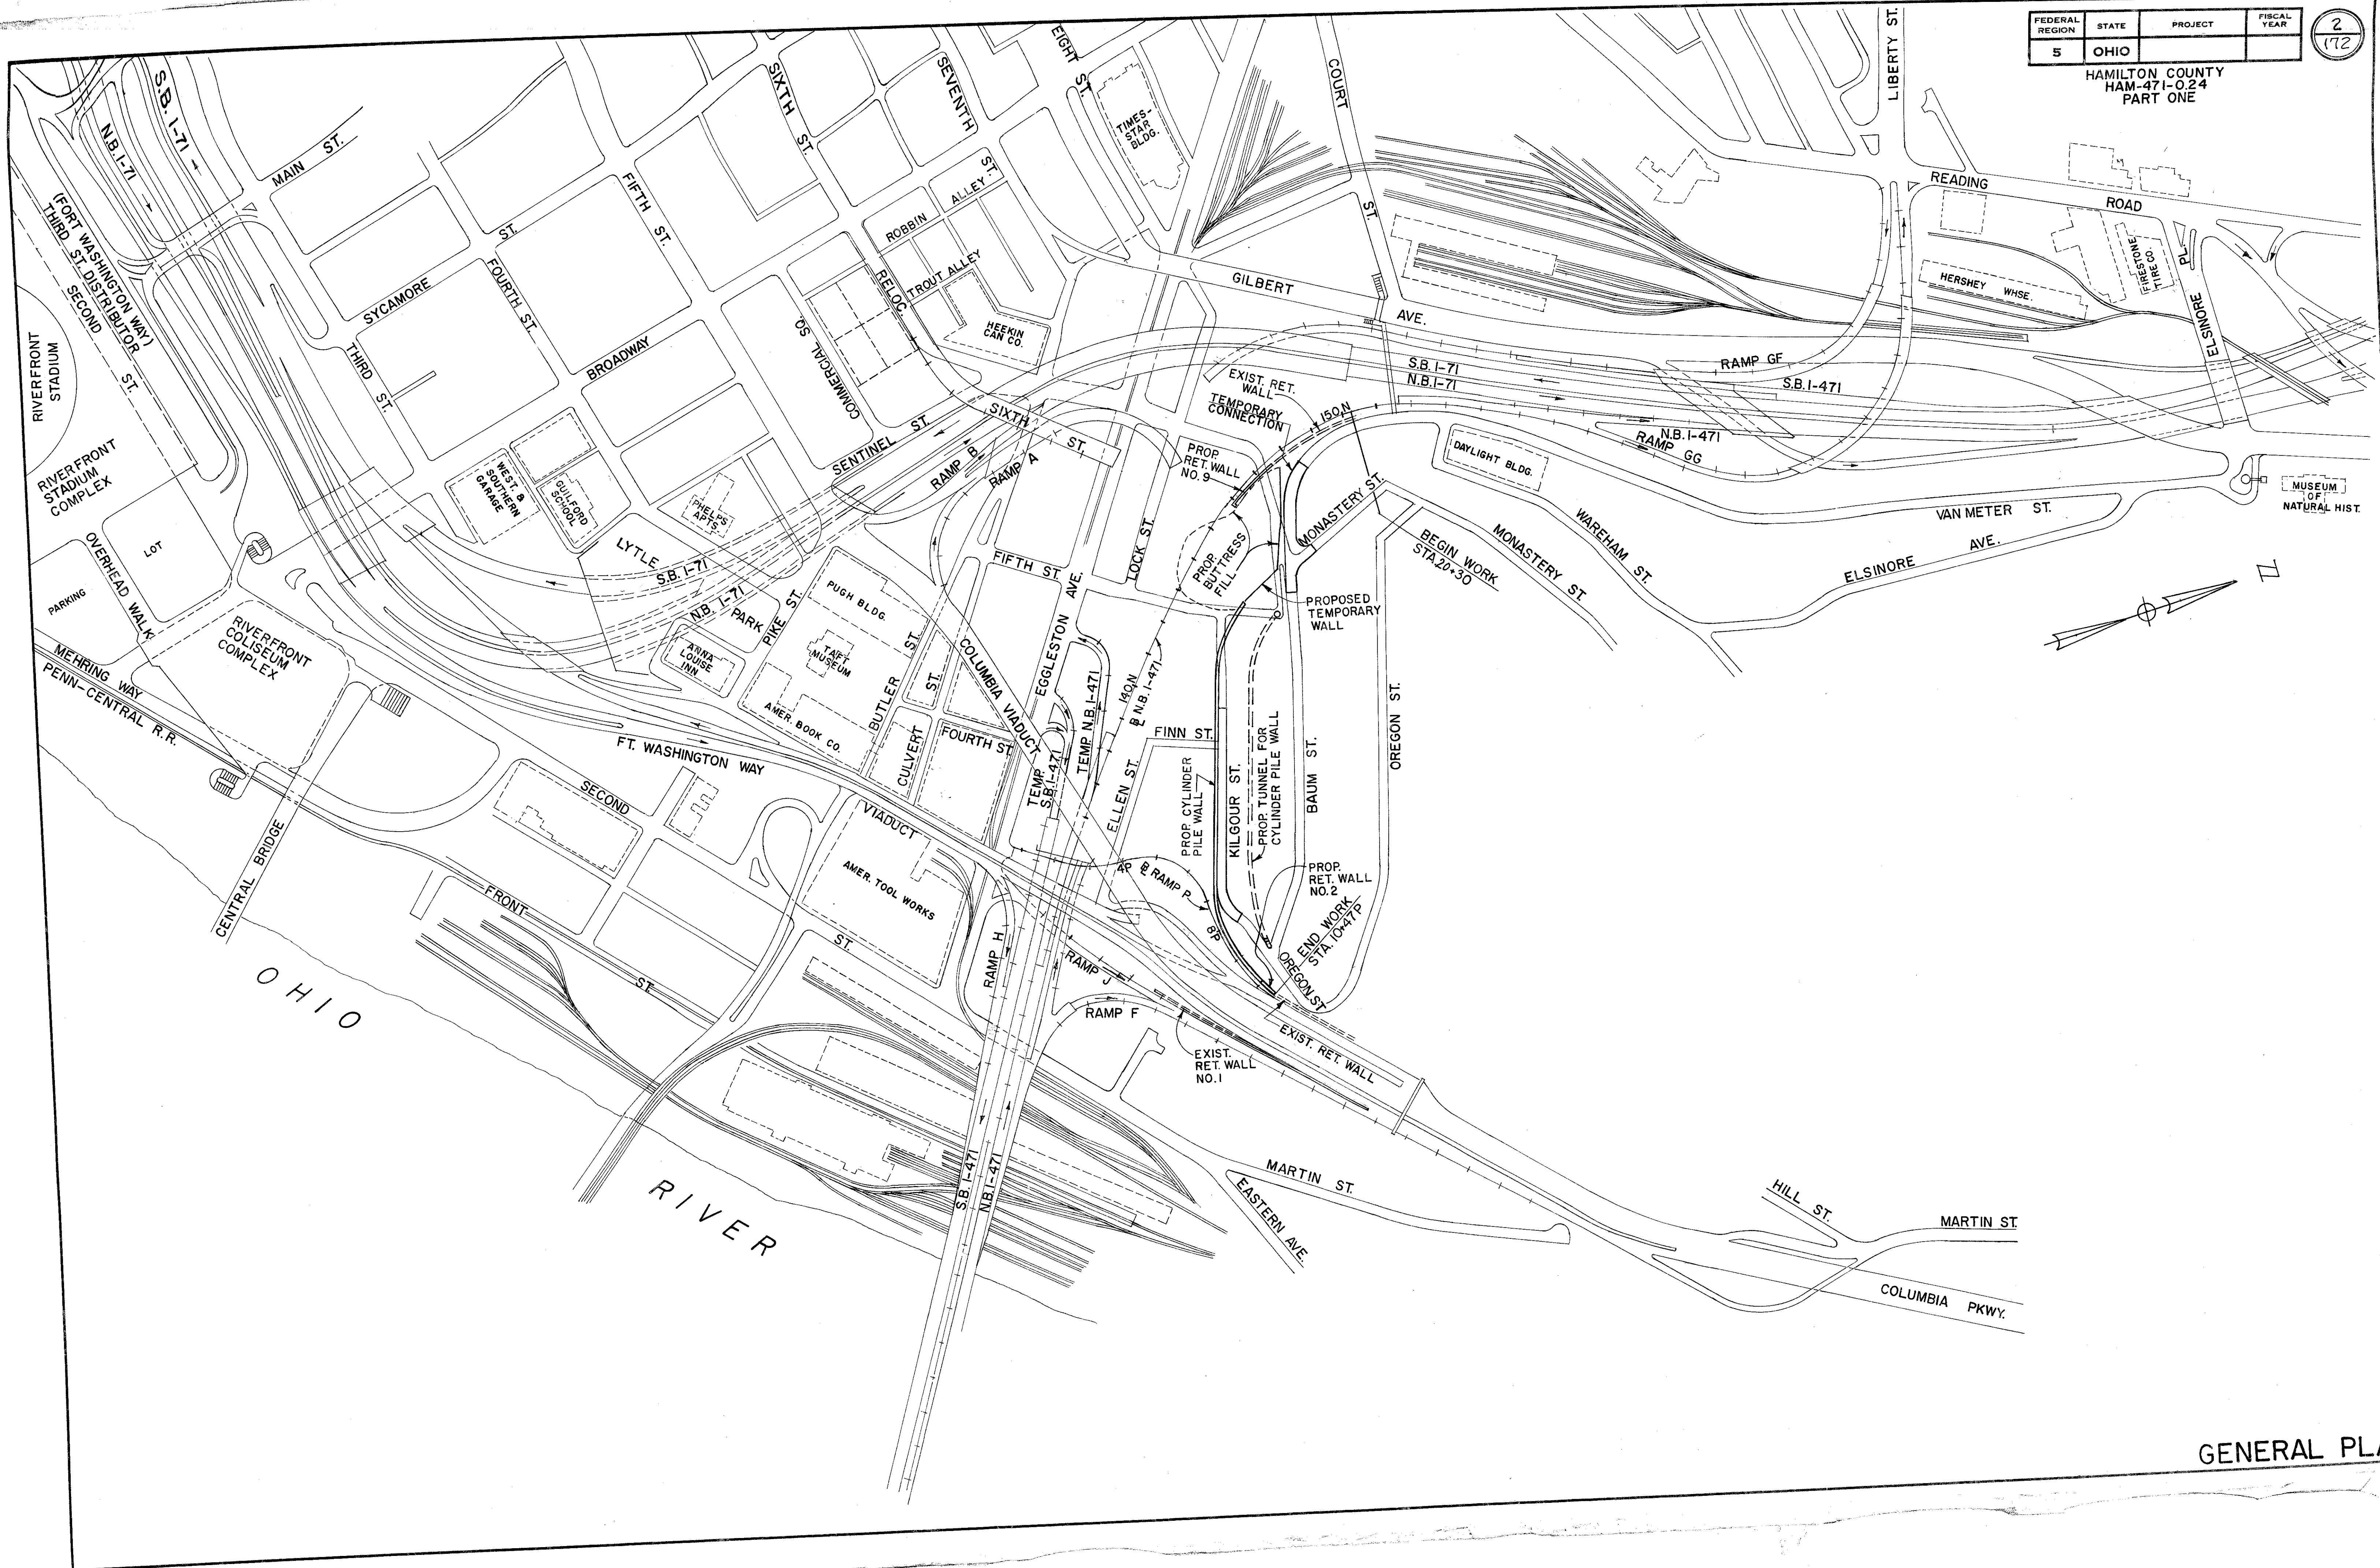 FEDERAL REGION
STATE
PROJECT
FISCAL YEAR
5
OHIO
2
172
HAMILTON COUNTY
HAM-471-0.24
PART ONE
S.B. I-71
N.B. I-71
MAIN ST.
(FORT WASHINGTON WAY)
THIRD ST. DISTRIBUTOR
SECOND ST.
RIVERFRONT
STADIUM
RIVERFRONT
STADIUM
COMPLEX
SIXTH ST.
SEVENTH ST.
EIGHT ST.
TIMES-
STAR
BLDG.
COURT ST.
LIBERTY ST.
READING ROAD
FIFTH ST.
ROBBIN ALLEY
TROUT ALLEY
RELOC.
SYCAMORE ST.
FOURTH ST.
THIRD ST.
BROADWAY
COMMERCIAL SQ.
HEEKIN
CAN CO.
GILBERT AVE.
HERSHEY WHSE.
FIRESTONE
TIRE CO.
ELSINORE PL.
RAMP GF
S.B. I-471
S.B. I-71
N.B. I-71
EXIST. RET.
WALL
TEMPORARY
CONNECTION
150N
N.B. I-471
RAMP GG
SENTINEL ST.
SIXTH ST.
RAMP B
RAMP A
PROP.
RET. WALL
NO. 9
DAYLIGHT BLDG.
WEST. &
SOUTHERN
GARAGE
GUILFORD
SCHOOL
PHELPS
APTS.
MUSEUM
OF
NATURAL HIST.
VAN METER ST.
MONASTERY ST.
WAREHAM ST.
MONASTERY ST.
BEGIN WORK
STA. 20+30
ELSINORE AVE.
N
OVERHEAD WALK
LOT
PARKING
LYTLE PARK
S.B. I-71
N.B. I-71
PIKE ST.
PUGH BLDG.
FIFTH ST.
LOCK ST.
PROP.
BUTTRESS
FILL
PROPOSED
TEMPORARY
WALL
RIVERFRONT
COLISEUM
COMPLEX
ANNA
LOUISE
INN
TAFT
MUSEUM
BUTLER ST.
CULVERT ST.
COLUMBIA VIADUCT
EGGLESTON AVE.
TEMP. N.B. I-471
140N
B N.B. I-471
MEHRING WAY
PENN-CENTRAL R.R.
AMER. BOOK CO.
FOURTH ST.
TEMP.
S.B. I-471
FINN ST.
ELLEN ST.
PROP. CYLINDER
PILE WALL
KILGOUR ST.
PROP. TUNNEL FOR
CYLINDER PILE WALL
BAUM ST.
OREGON ST.
FT. WASHINGTON WAY
VIADUCT
SECOND
AMER. TOOL WORKS
4P
B RAMP P
8P
PROP.
RET. WALL
NO. 2
END WORK
STA. 10+47P
OREGON ST.
CENTRAL BRIDGE
FRONT ST.
ST.
RAMP H
RAMP J
RAMP F
EXIST.
RET. WALL
NO. 1
EXIST. RET. WALL
OHIO
RIVER
S.B. I-471
N.B. I-471
MARTIN ST.
EASTERN AVE.
HILL ST.
MARTIN ST.
COLUMBIA PKWY.
GENERAL PLA